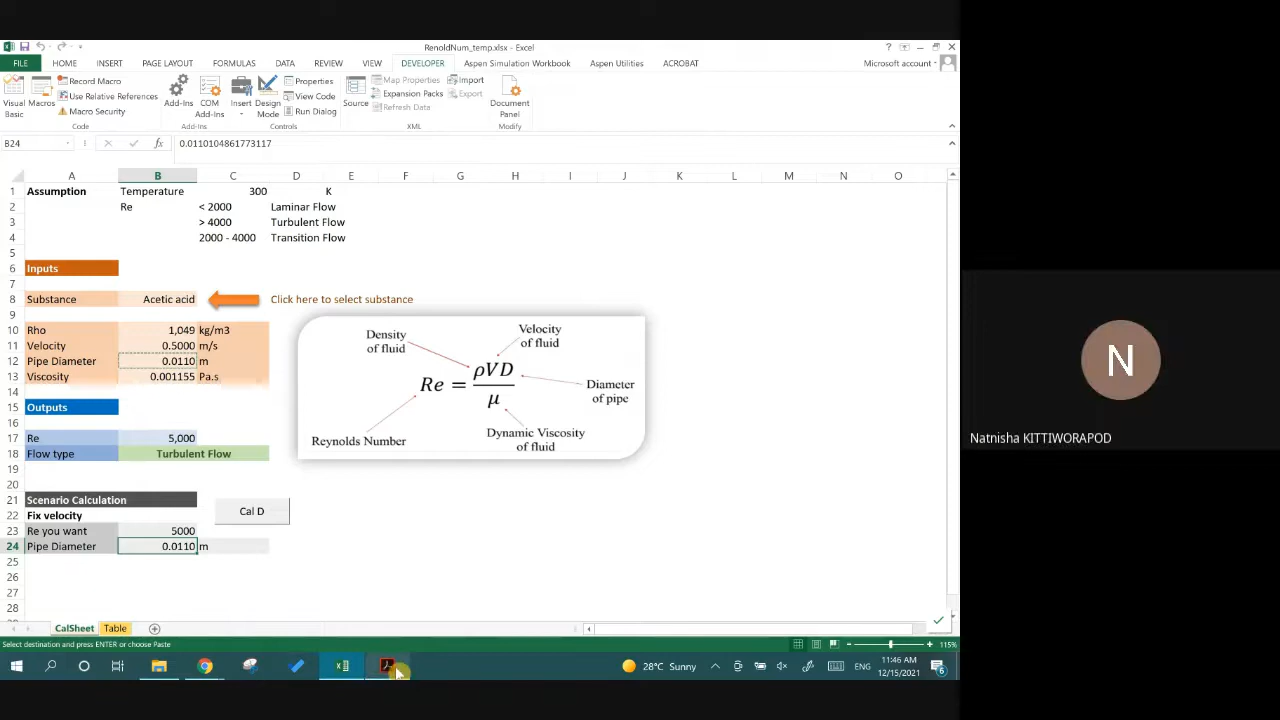 RenoldNum_temp.xlsx - Excel
FILE HOME INSERT PAGE LAYOUT FORMULAS DATA REVIEW VIEW DEVELOPER Aspen Simulation Workbook Aspen Utilities ACROBAT Microsoft account
Visual Basic
Macros
Record Macro
Use Relative References
Macro Security
Code
Add-Ins
COM Add-Ins
Add-Ins
Insert
Design Mode
Properties
View Code
Run Dialog
Controls
Source
Map Properties
Expansion Packs
Refresh Data
Import
Export
XML
Document Panel
Modify
B24 fx 0.0110104861773117
A B C D E F G H I J K L M N O
1 Assumption Temperature 300 K
2 Re < 2000 Laminar Flow
3 > 4000 Turbulent Flow
4 2000 - 4000 Transition Flow
5
6 Inputs
7
8 Substance Acetic acid Click here to select substance
9
10 Rho 1,049 kg/m3
11 Velocity 0.5000 m/s
12 Pipe Diameter 0.0110 m
13 Viscosity 0.001155 Pa.s
14
15 Outputs
16
17 Re 5,000
18 Flow type Turbulent Flow
19
20
21 Scenario Calculation
22 Fix velocity
23 Re you want 5000
24 Pipe Diameter 0.0110 m
25
26
27
28
Cal D
Density of fluid
Velocity of fluid
Re = ρVD / μ
Diameter of pipe
Reynolds Number
Dynamic Viscosity of fluid
CalSheet Table
Select destination and press ENTER or choose Paste 115%
28°C Sunny ENG 11:46 AM 12/15/2021 6
N
Natnisha KITTIWORAPOD